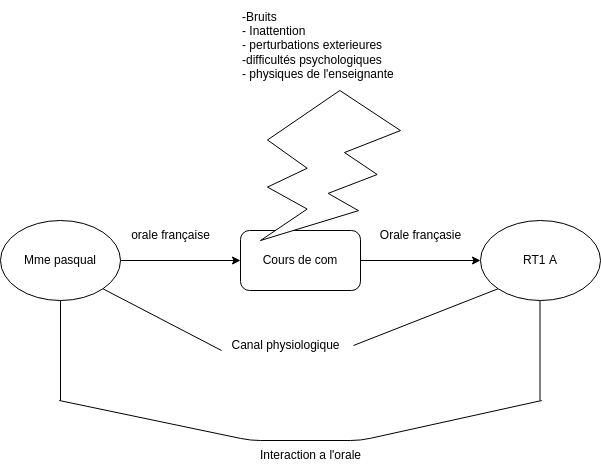 -Bruits
- Inattention
- perturbations exterieures
-difficultés psychologiques
- physiques de l'enseignante
orale française
Orale françasie
Mme pasqual
Cours de com
RT1 A
Canal physiologique
Interaction a l'orale